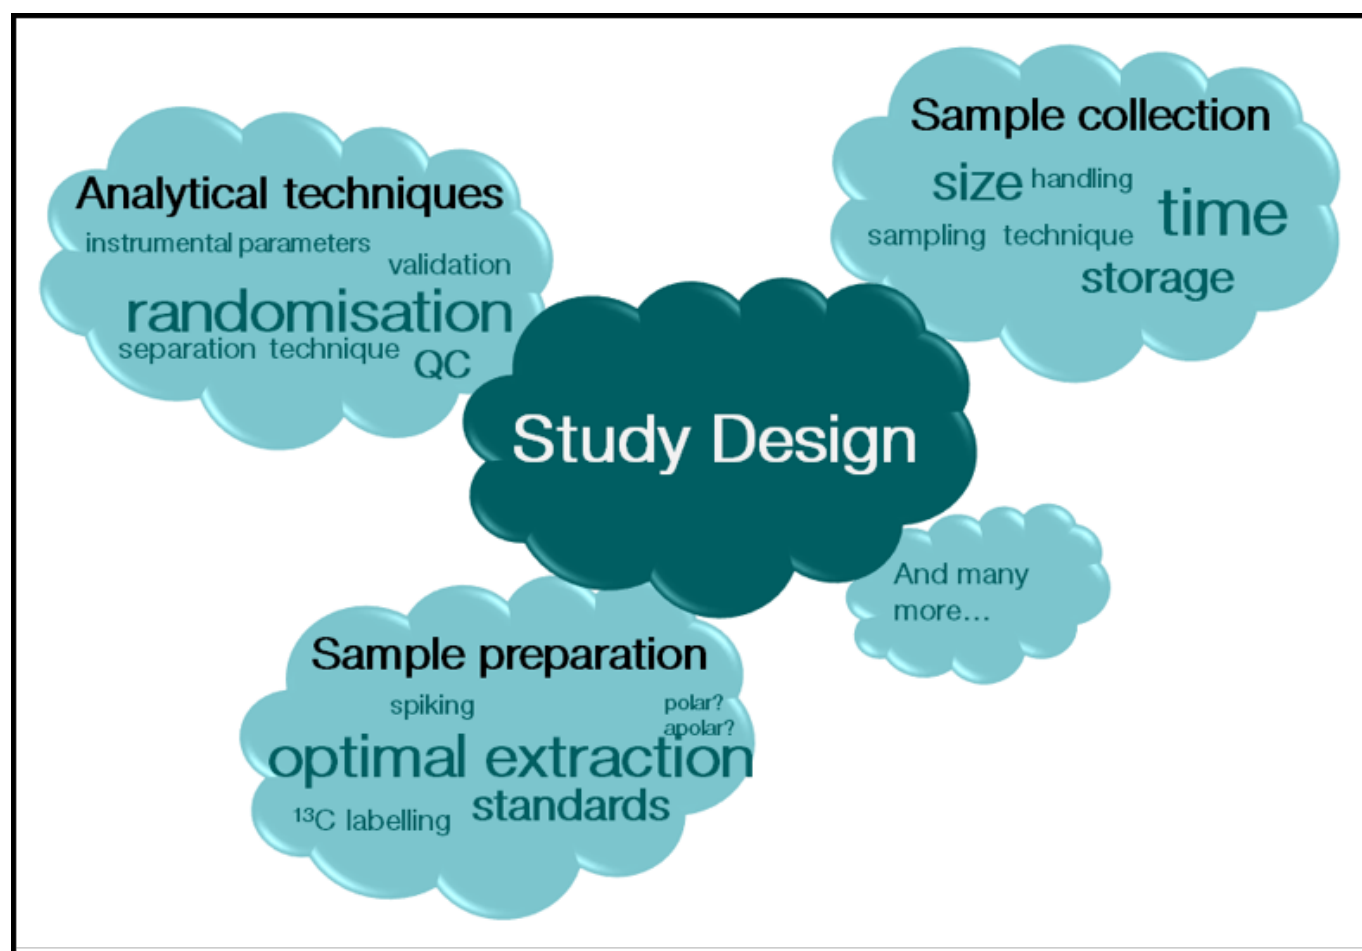 Sample collection
size handling
time
sampling technique
storage
Analytical techniques
instrumental parameters
validation
randomisation
separation technique
QC
Study Design
And many
more...
Sample preparation
spiking
polar?
apolar?
optimal extraction
standards
¹³C labelling